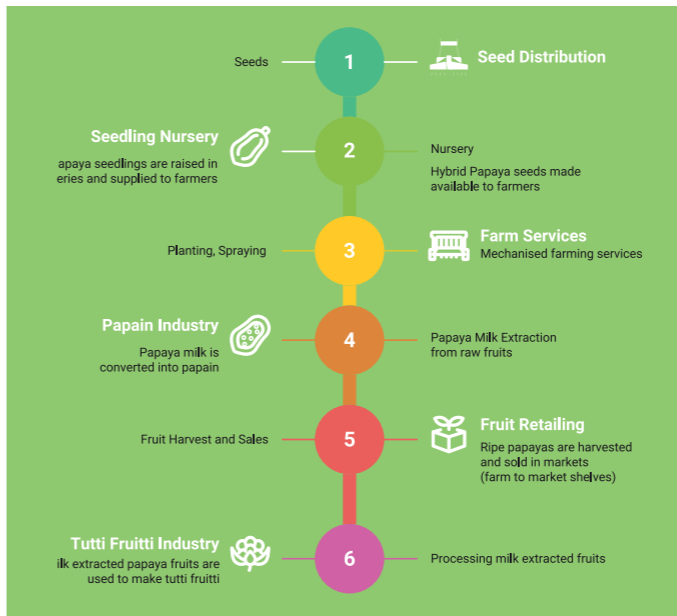 Seeds
1
Seed Distribution
Seedling Nursery
apaya seedlings are raised in
eries and supplied to farmers
2
Nursery
Hybrid Papaya seeds made
available to farmers
Planting, Spraying
3
Farm Services
Mechanised farming services
Papain Industry
Papaya milk is
converted into papain
4
Papaya Milk Extraction
from raw fruits
Fruit Harvest and Sales
5
Fruit Retailing
Ripe papayas are harvested
and sold in markets
(farm to market shelves)
Tutti Fruitti Industry
ilk extracted papaya fruits are
used to make tutti fruitti
6
Processing milk extracted fruits